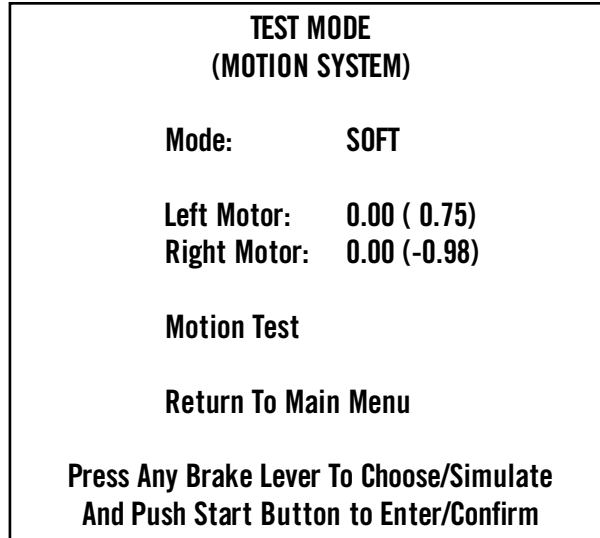 TEST MODE
(MOTION SYSTEM)
Mode: SOFT
Left Motor: 0.00 ( 0.75)
Right Motor: 0.00 (-0.98)
Motion Test
Return To Main Menu
Press Any Brake Lever To Choose/Simulate
And Push Start Button to Enter/Confirm